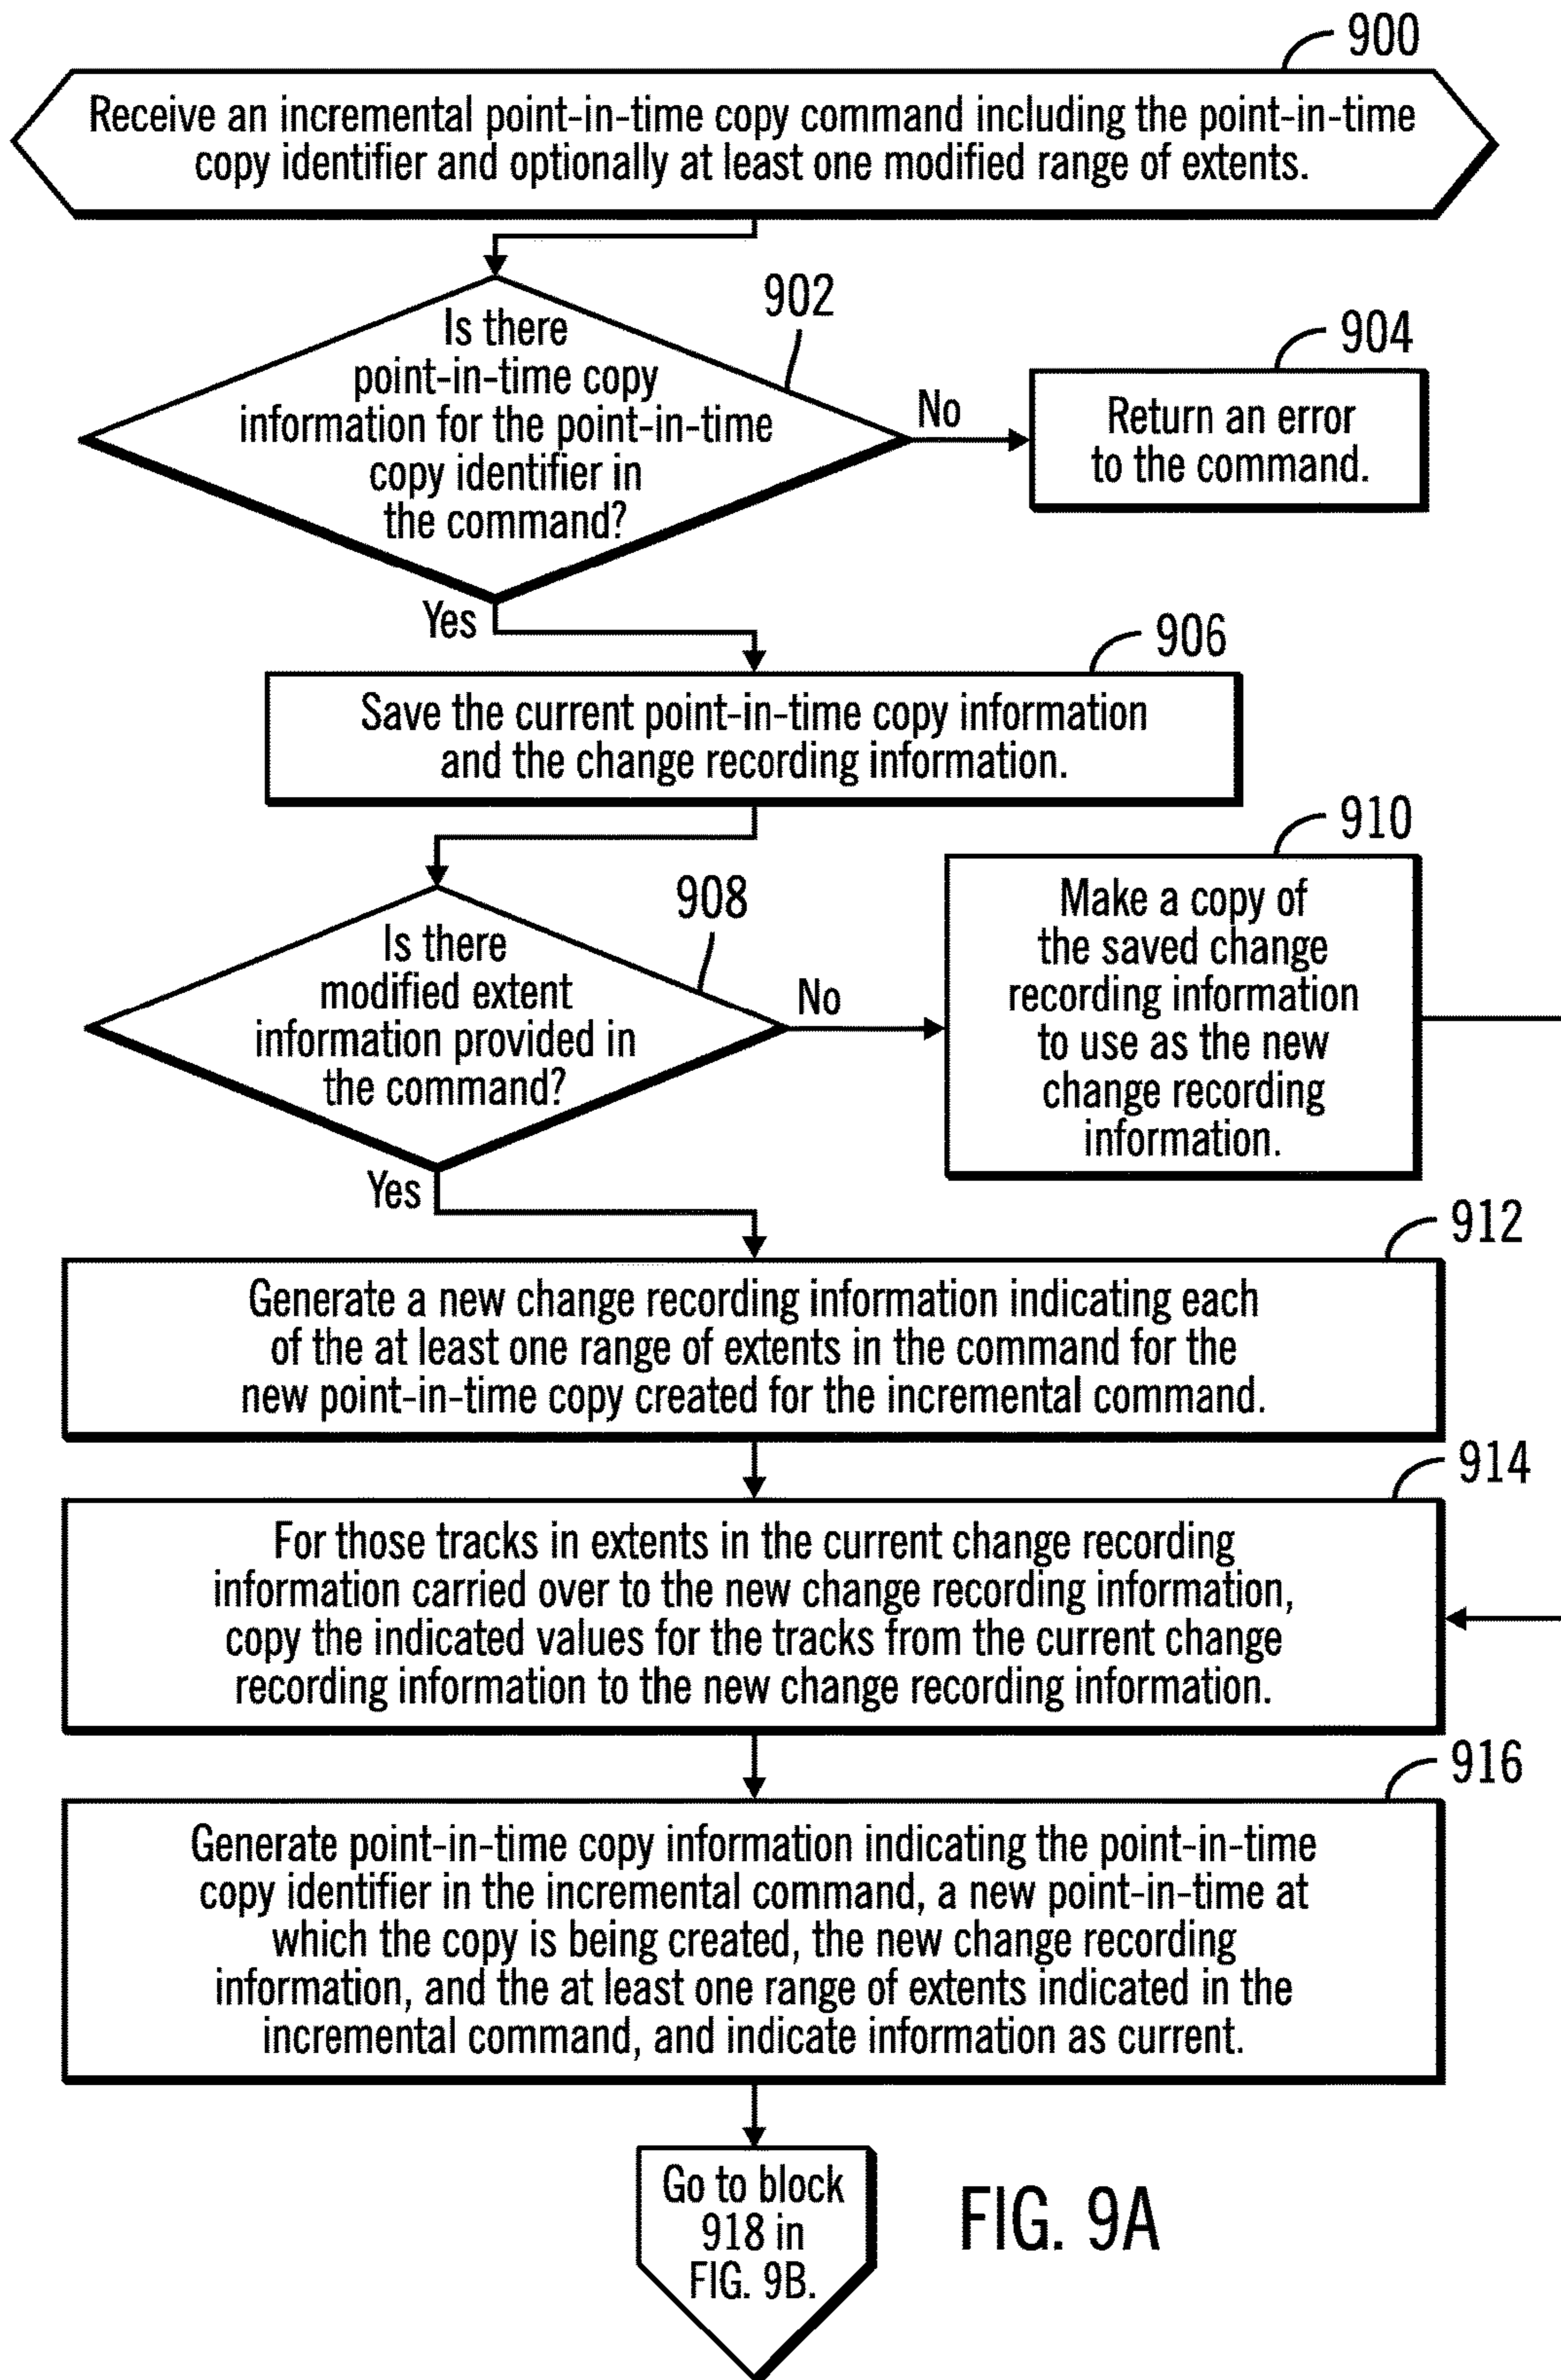 900
Receive an incremental point-in-time copy command including the point-in-time
copy identifier and optionally at least one modified range of extents.
902
Is there
point-in-time copy
information for the point-in-time
copy identifier in
the command?
No
904
Return an error
to the command.
Yes
906
Save the current point-in-time copy information
and the change recording information.
908
Is there
modified extent
information provided in
the command?
No
910
Make a copy of
the saved change
recording information
to use as the new
change recording
information.
Yes
912
Generate a new change recording information indicating each
of the at least one range of extents in the command for the
new point-in-time copy created for the incremental command.
914
For those tracks in extents in the current change recording
information carried over to the new change recording information,
copy the indicated values for the tracks from the current change
recording information to the new change recording information.
916
Generate point-in-time copy information indicating the point-in-time
copy identifier in the incremental command, a new point-in-time at
which the copy is being created, the new change recording
information, and the at least one range of extents indicated in the
incremental command, and indicate information as current.
Go to block
918 in
FIG. 9B.
FIG. 9A